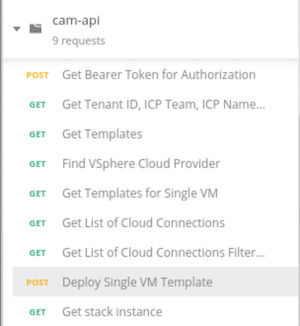 cam-api
9 requests
POST Get Bearer Token for Authorization
GET Get Tenant ID, ICP Team, ICP Name...
GET Get Templates
GET Find VSphere Cloud Provider
GET Get Templates for Single VM
GET Get List of Cloud Connections
GET Get List of Cloud Connections Filter...
POST Deploy Single VM Template
GET Get stack instance